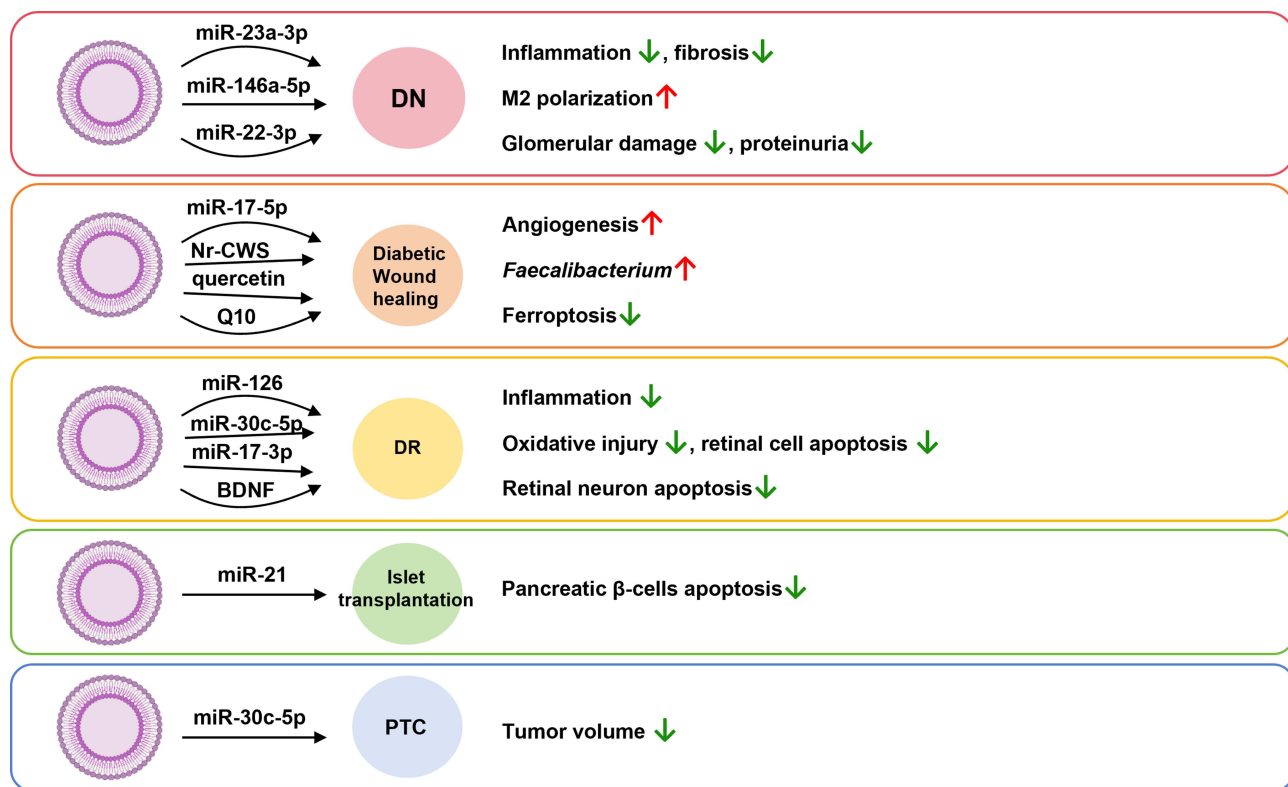 miR-23a-3p
miR-146a-5p
miR-22-3p
DN
Inflammation ↓, fibrosis↓
M2 polarization↑
Glomerular damage ↓, proteinuria↓
miR-17-5p
Nr-CWS
quercetin
Q10
Diabetic
Wound
healing
Angiogenesis↑
Faecalibacterium↑
Ferroptosis↓
miR-126
miR-30c-5p
miR-17-3p
BDNF
DR
Inflammation ↓
Oxidative injury ↓, retinal cell apoptosis ↓
Retinal neuron apoptosis↓
miR-21
Islet
transplantation
Pancreatic β-cells apoptosis↓
miR-30c-5p
PTC
Tumor volume ↓